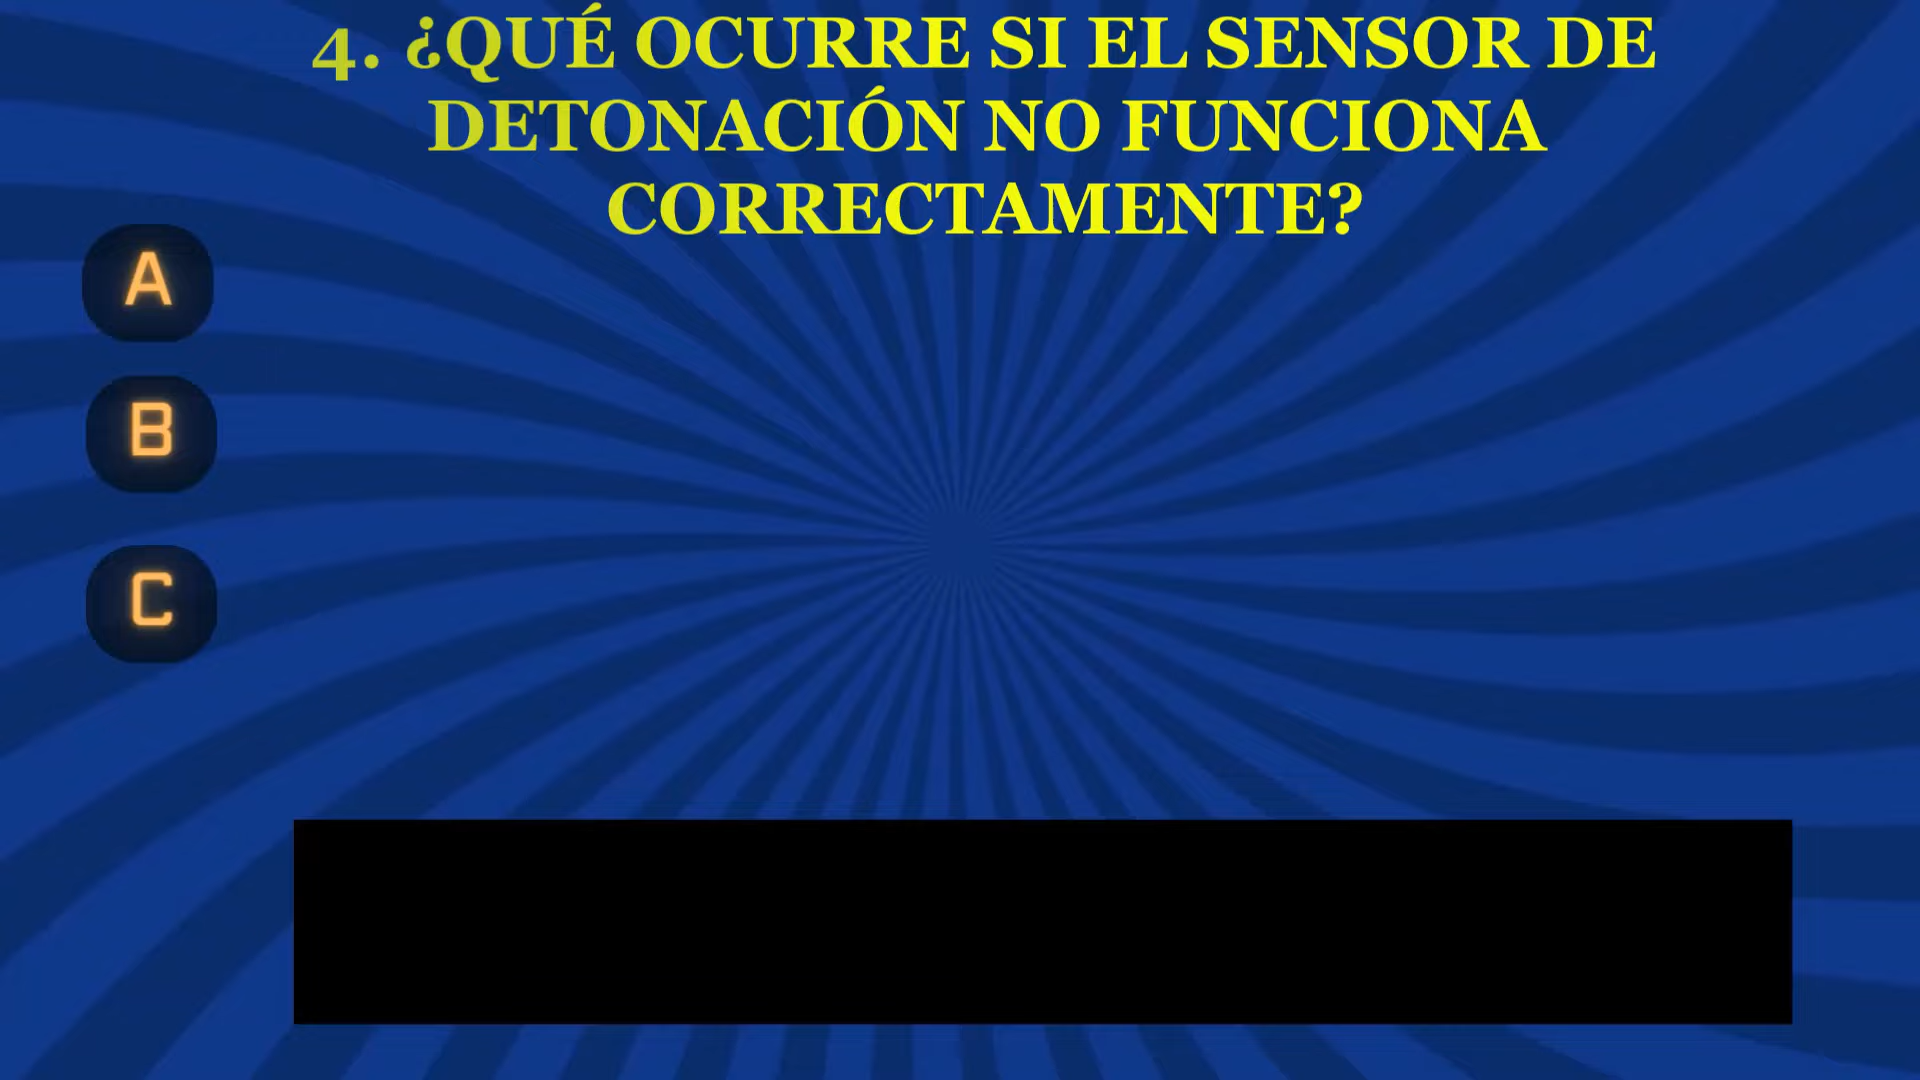 4. ¿QUÉ OCURRE SI EL SENSOR DE
DETONACIÓN NO FUNCIONA
CORRECTAMENTE?
A
B
C